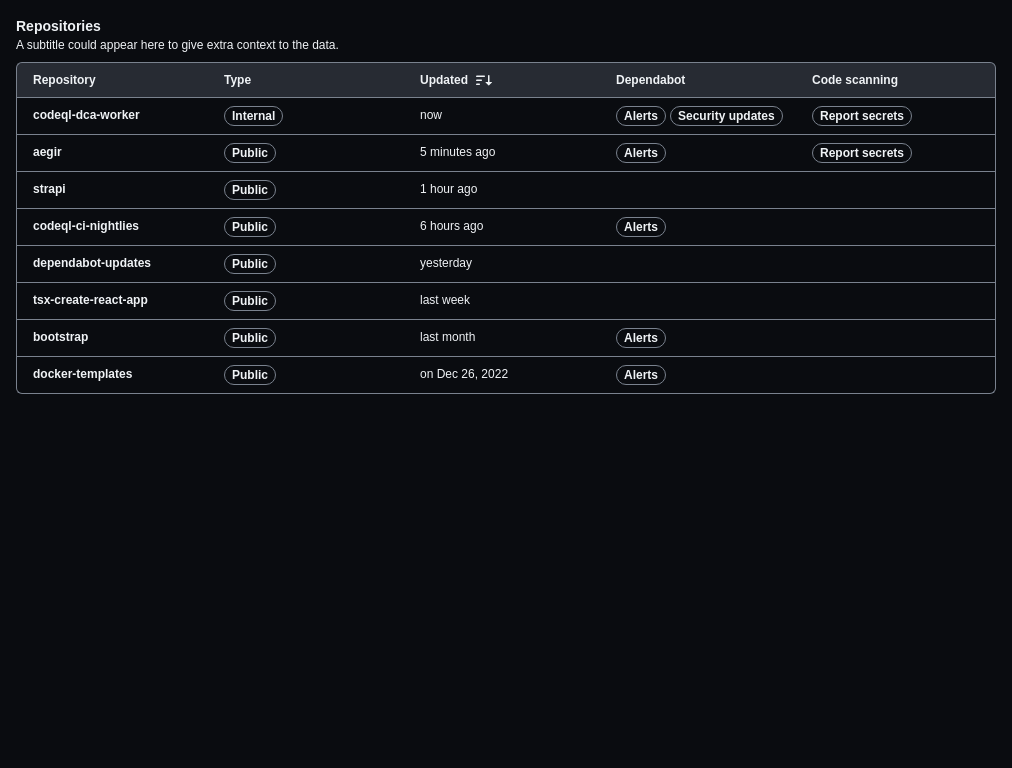 Repositories
A subtitle could appear here to give extra context to the data.
Repository Type Updated Dependabot Code scanning
codeql-dca-worker Internal now Alerts Security updates Report secrets
aegir Public 5 minutes ago Alerts Report secrets
strapi Public 1 hour ago
codeql-ci-nightlies Public 6 hours ago Alerts
dependabot-updates Public yesterday
tsx-create-react-app Public last week
bootstrap Public last month Alerts
docker-templates Public on Dec 26, 2022 Alerts